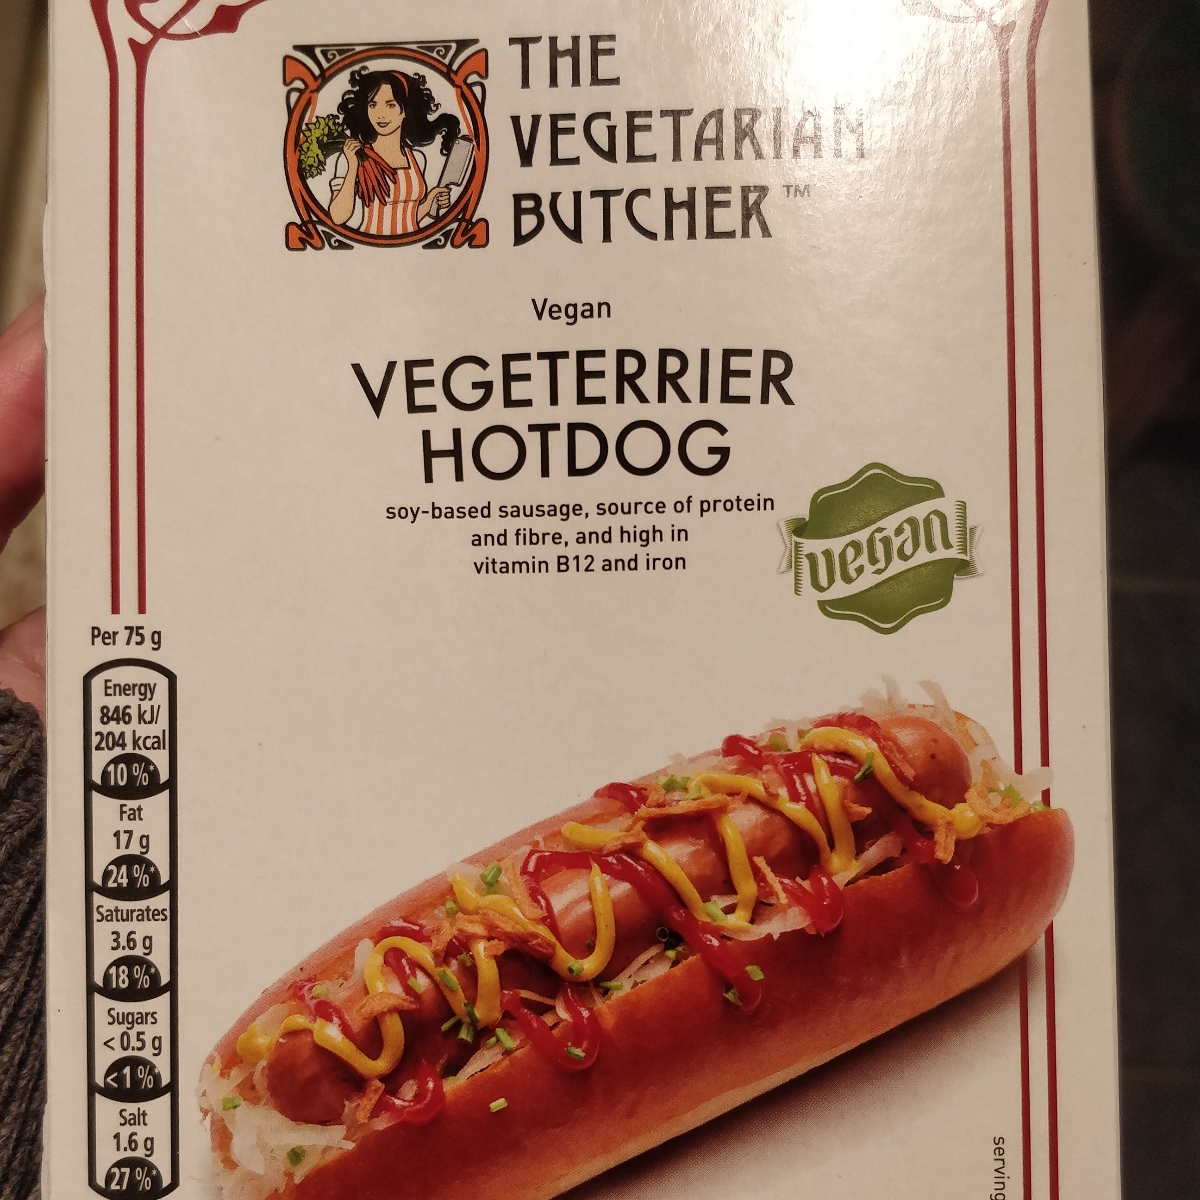 THE
VEGETARIAN
BUTCHER™
Vegan
VEGETERRIER
HOTDOG
soy-based sausage, source of protein
and fibre, and high in
vitamin B12 and iron
vegan
Per 75 g
Energy
846 kJ/
204 kcal
10 %*
Fat
17 g
24 %*
Saturates
3.6 g
18 %*
Sugars
< 0.5 g
<1 %*
Salt
1.6 g
27 %*
serving